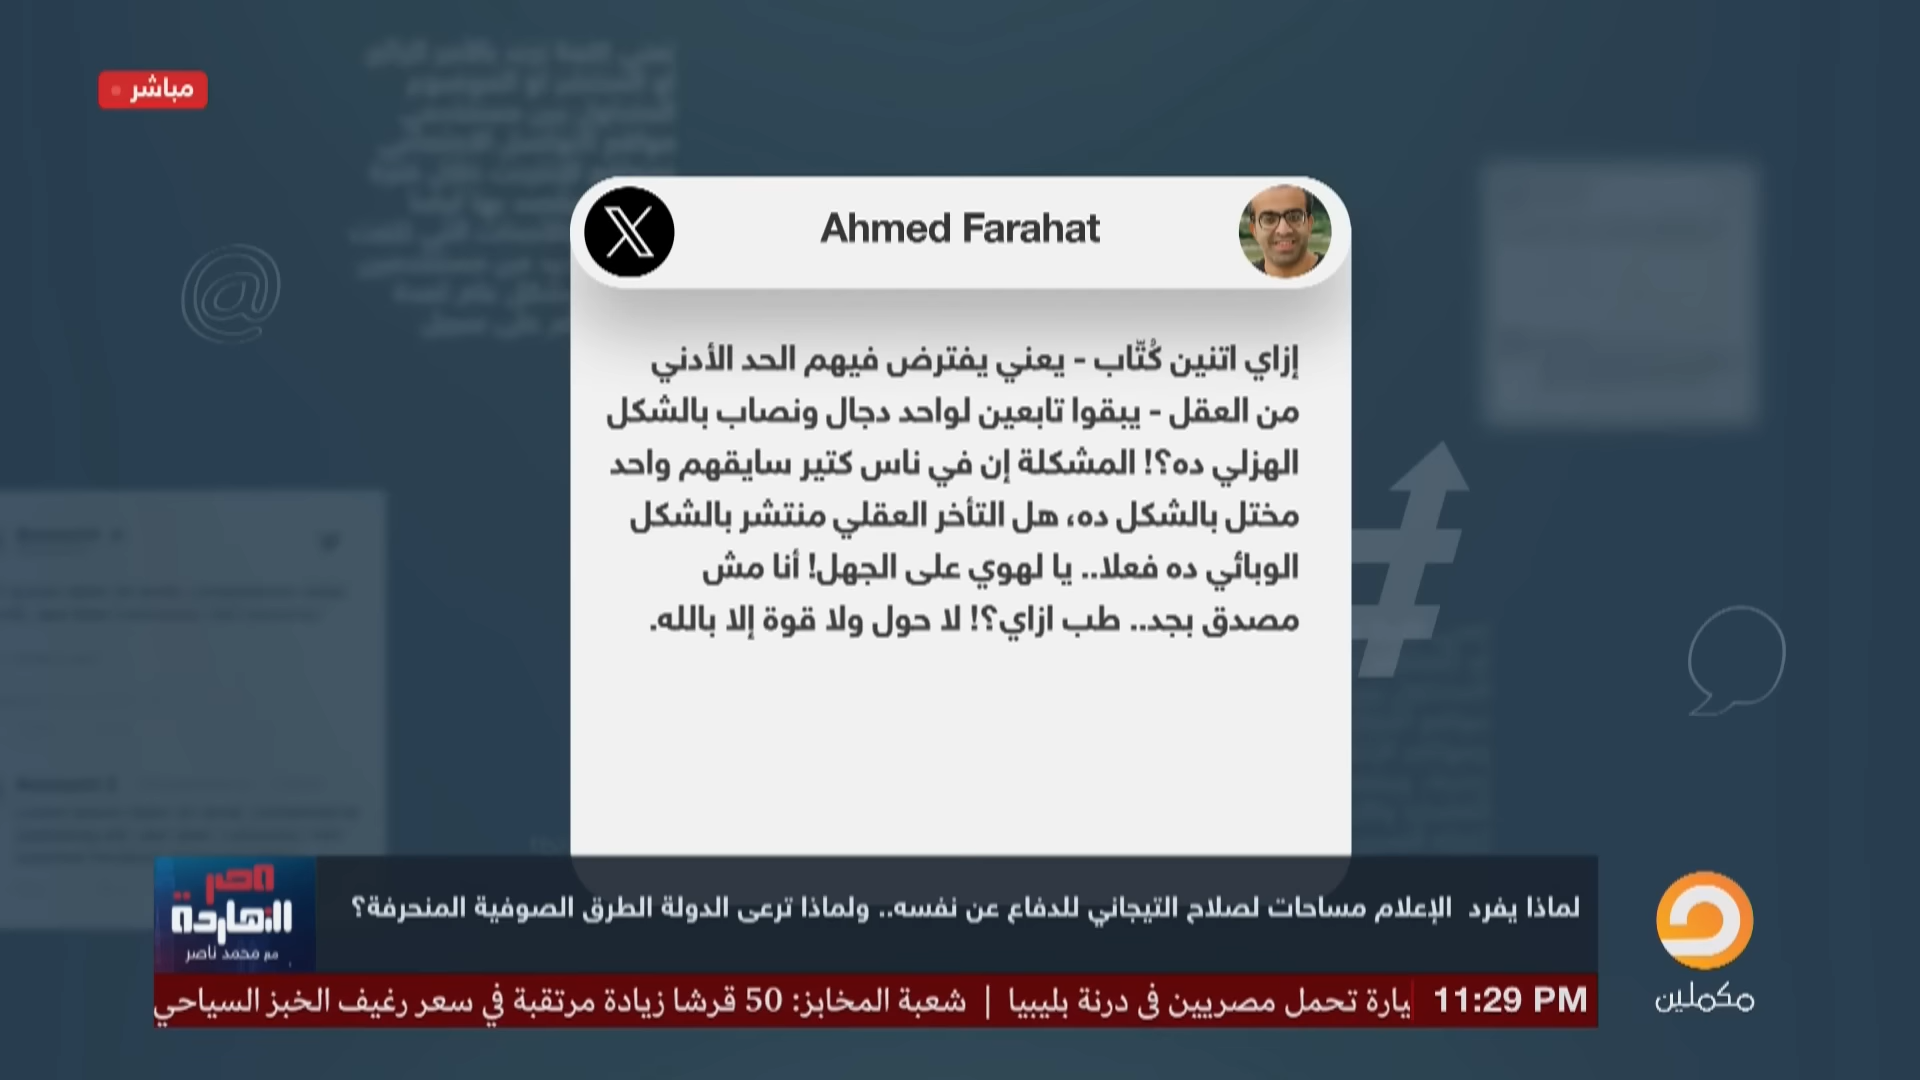 مباشر
Ahmed Farahat
إزاي اتنين كُتّاب - يعني يفترض فيهم الحد الأدني
من العقل - يبقوا تابعين لواحد دجال ونصاب بالشكل
الهزلي ده؟! المشكلة إن في ناس كتير سايقهم واحد
مختل بالشكل ده، هل التأخر العقلي منتشر بالشكل
الوبائي ده فعلا.. يا لهوي على الجهل! أنا مش
مصدق بجد.. طب ازاي؟! لا حول ولا قوة إلا بالله.
لماذا يفرد الإعلام مساحات لصلاح التيجاني للدفاع عن نفسه.. ولماذا ترعى الدولة الطرق الصوفية المنحرفة؟
مصر
النهاردة
مع محمد ناصر
11:29 PM
يارة تحمل مصريين فى درنة بليبيا | شعبة المخابز: 50 قرشا زيادة مرتقبة في سعر رغيف الخبز السياحي
مكملين